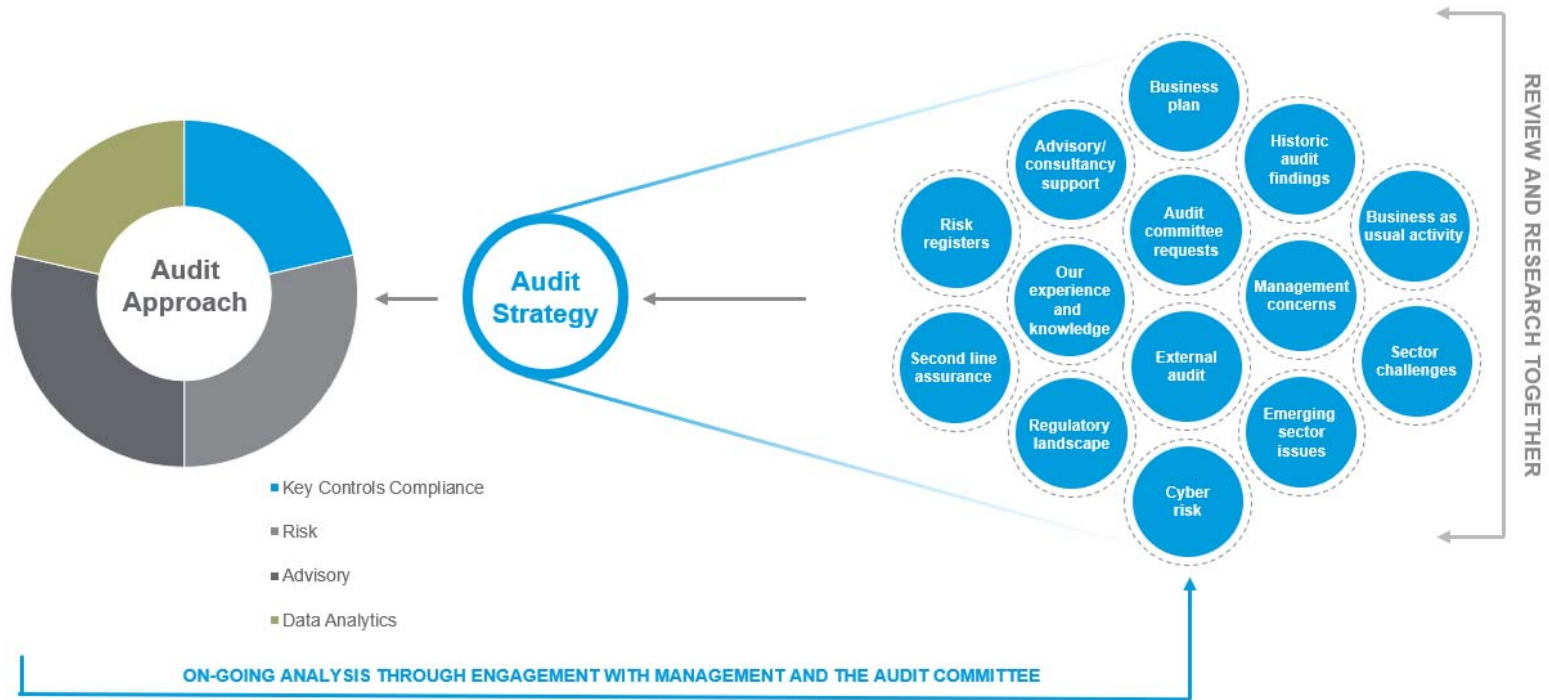 Audit
Approach
Key Controls Compliance
Risk
Advisory
Data Analytics
Audit
Strategy
Business
plan
Advisory/
consultancy
support
Historic
audit
findings
Risk
registers
Audit
committee
requests
Business as
usual activity
Our
experience
and
knowledge
Management
concerns
Second line
assurance
External
audit
Sector
challenges
Regulatory
landscape
Emerging
sector
issues
Cyber
risk
REVIEW AND RESEARCH TOGETHER
ON-GOING ANALYSIS THROUGH ENGAGEMENT WITH MANAGEMENT AND THE AUDIT COMMITTEE